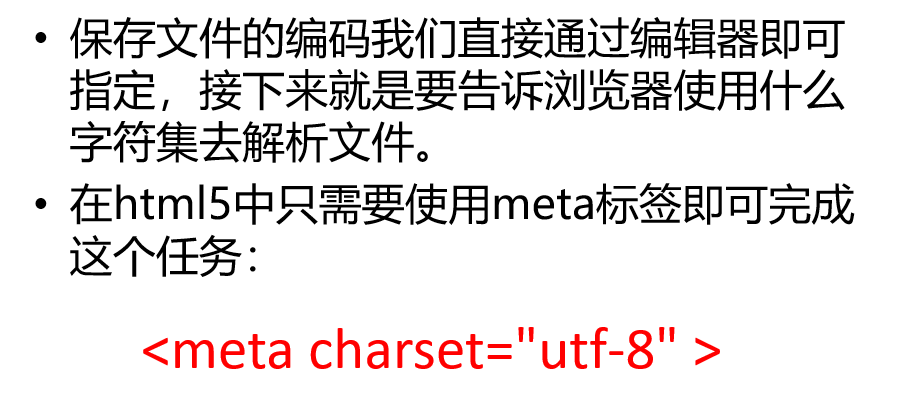 • 保存文件的编码我们直接通过编辑器即可
指定，接下来就是要告诉浏览器使用什么
字符集去解析文件。
• 在html5中只需要使用meta标签即可完成
这个任务：
<meta charset="utf-8" >